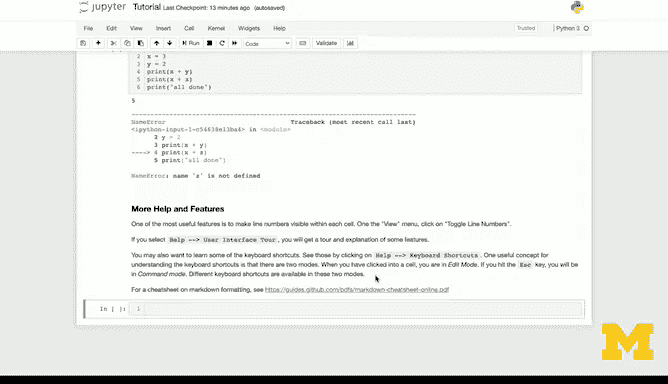 jupyter Tutorial Last Checkpoint: 13 minutes ago (autosaved)
File Edit View Insert Cell Kernel Widgets Help Trusted Python 3
Run Code Validate
2 x = 3
3 y = 2
4 print(x + y)
5 print(x + z)
6 print("all done")
5
NameError Traceback (most recent call last)
<ipython-input-1-c54638e13ba4> in <module>
2 y = 2
3 print(x + y)
----> 4 print(x + z)
5 print("all done")
NameError: name 'z' is not defined
More Help and Features
One of the most useful features is to make line numbers visible within each cell. One the "View" menu, click on "Toggle Line Numbers".
If you select Help --> User Interface Tour, you will get a tour and explanation of some features.
You may also want to learn some of the keyboard shortcuts. See those by clicking on Help --> Keyboard Shortcuts. One useful concept for
understanding the keyboard shortcuts is that there are two modes. When you have clicked into a cell, you are in Edit Mode. If you hit the Esc key, you will be
in Command mode. Different keyboard shortcuts are available in these two modes.
For a cheatsheet on markdown formatting, see https://guides.github.com/pdfs/markdown-cheatsheet-online.pdf
In [ ]: 1
M